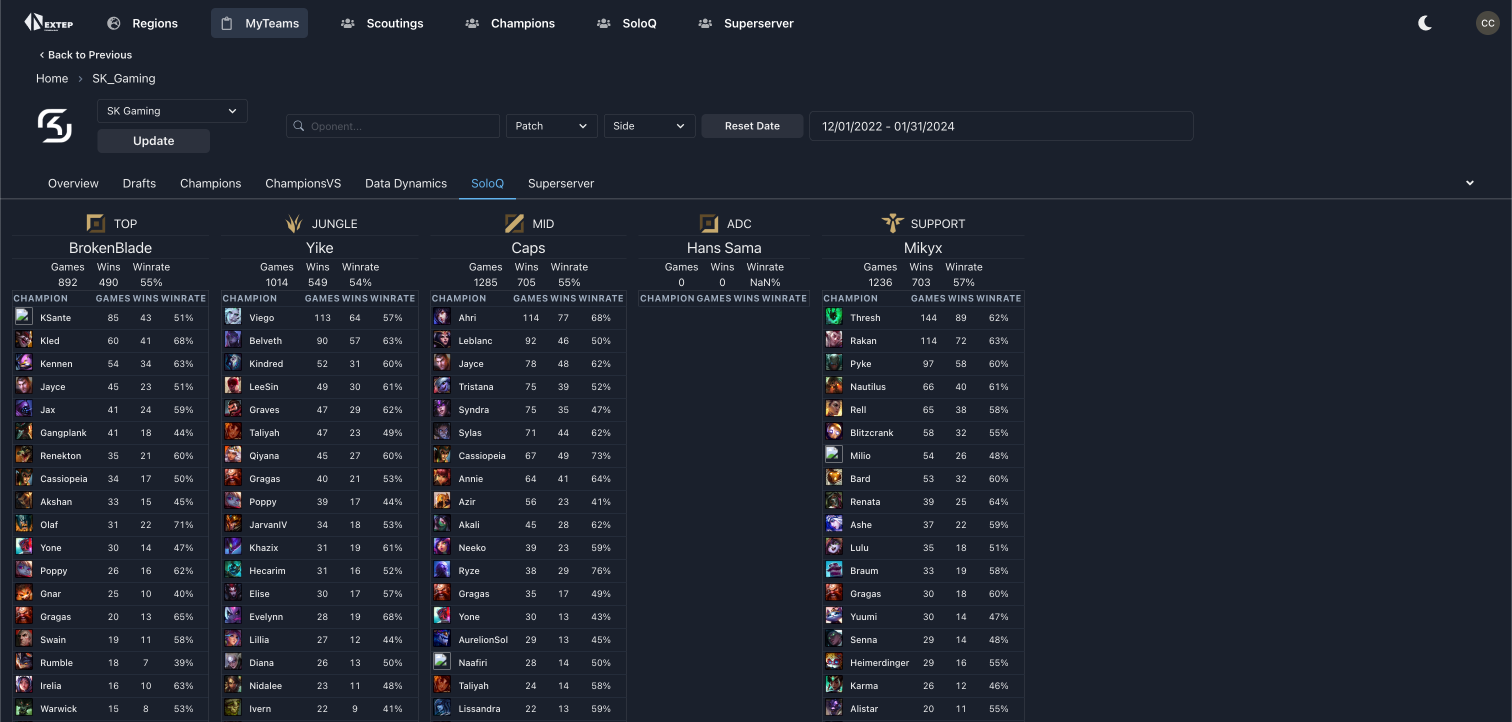 NEXTEP Regions MyTeams Scoutings Champions SoloQ Superserver CC
‹ Back to Previous
Home › SK_Gaming
SK Gaming
Update
Oponent...
Patch
Side
Reset Date
12/01/2022 - 01/31/2024
Overview Drafts Champions ChampionsVS Data Dynamics SoloQ Superserver
TOP
BrokenBlade
Games Wins Winrate
892 490 55%
CHAMPION GAMES WINS WINRATE
KSante 85 43 51%
Kled 60 41 68%
Kennen 54 34 63%
Jayce 45 23 51%
Jax 41 24 59%
Gangplank 41 18 44%
Renekton 35 21 60%
Cassiopeia 34 17 50%
Akshan 33 15 45%
Olaf 31 22 71%
Yone 30 14 47%
Poppy 26 16 62%
Gnar 25 10 40%
Gragas 20 13 65%
Swain 19 11 58%
Rumble 18 7 39%
Irelia 16 10 63%
Warwick 15 8 53%
JUNGLE
Yike
Games Wins Winrate
1014 549 54%
CHAMPION GAMES WINS WINRATE
Viego 113 64 57%
Belveth 90 57 63%
Kindred 52 31 60%
LeeSin 49 30 61%
Graves 47 29 62%
Taliyah 47 23 49%
Qiyana 45 27 60%
Gragas 40 21 53%
Poppy 39 17 44%
JarvanIV 34 18 53%
Khazix 31 19 61%
Hecarim 31 16 52%
Elise 30 17 57%
Evelynn 28 19 68%
Lillia 27 12 44%
Diana 26 13 50%
Nidalee 23 11 48%
Ivern 22 9 41%
MID
Caps
Games Wins Winrate
1285 705 55%
CHAMPION GAMES WINS WINRATE
Ahri 114 77 68%
Leblanc 92 46 50%
Jayce 78 48 62%
Tristana 75 39 52%
Syndra 75 35 47%
Sylas 71 44 62%
Cassiopeia 67 49 73%
Annie 64 41 64%
Azir 56 23 41%
Akali 45 28 62%
Neeko 39 23 59%
Ryze 38 29 76%
Gragas 35 17 49%
Yone 30 13 43%
AurelionSol 29 13 45%
Naafiri 28 14 50%
Taliyah 24 14 58%
Lissandra 22 13 59%
ADC
Hans Sama
Games Wins Winrate
0 0 NaN%
CHAMPION GAMES WINS WINRATE
SUPPORT
Mikyx
Games Wins Winrate
1236 703 57%
CHAMPION GAMES WINS WINRATE
Thresh 144 89 62%
Rakan 114 72 63%
Pyke 97 58 60%
Nautilus 66 40 61%
Rell 65 38 58%
Blitzcrank 58 32 55%
Milio 54 26 48%
Bard 53 32 60%
Renata 39 25 64%
Ashe 37 22 59%
Lulu 35 18 51%
Braum 33 19 58%
Gragas 30 18 60%
Yuumi 30 14 47%
Senna 29 14 48%
Heimerdinger 29 16 55%
Karma 26 12 46%
Alistar 20 11 55%